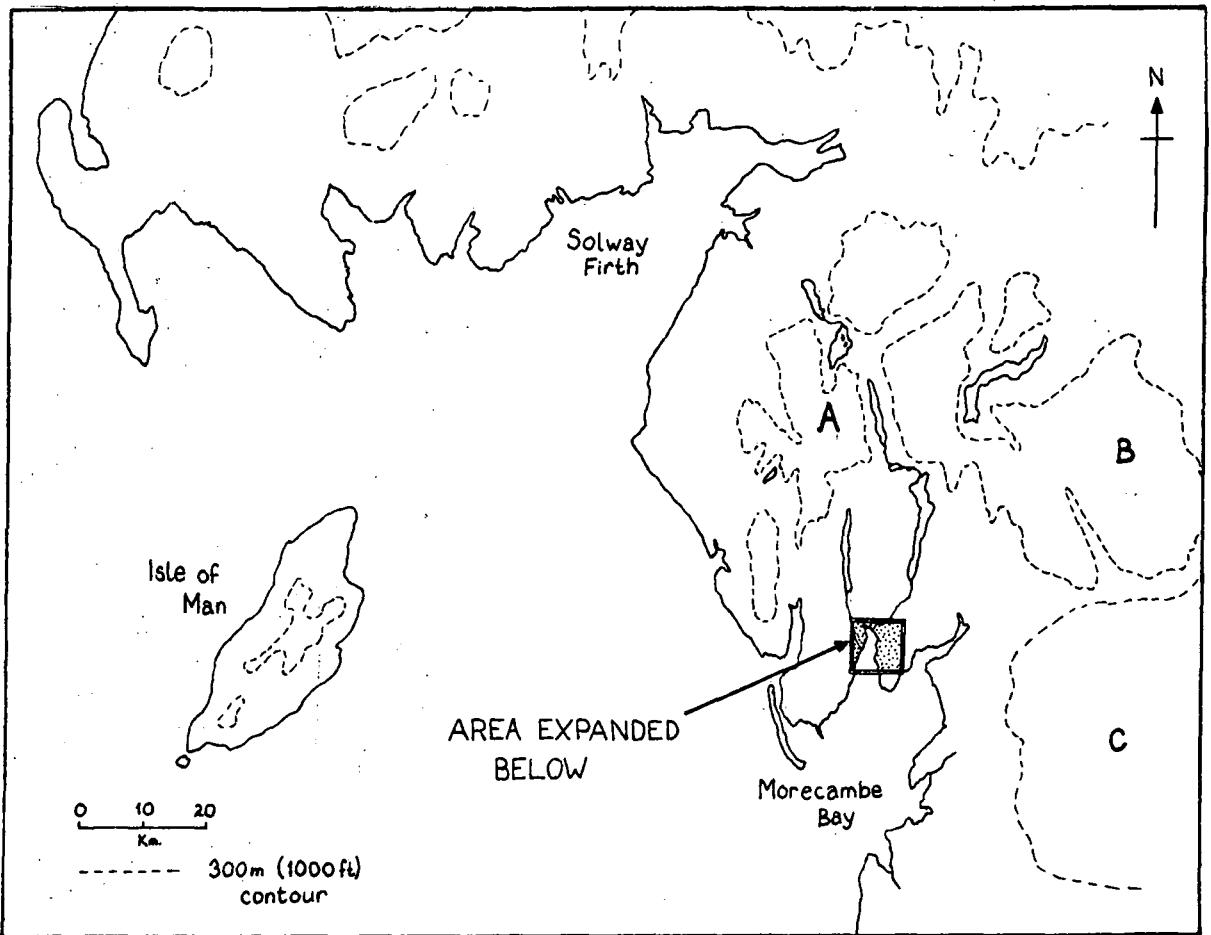 N
Solway
Firth
A
B
Isle of
Man
AREA EXPANDED
BELOW
C
Morecambe
Bay
0 10 20
Km.
300m (1000ft)
contour